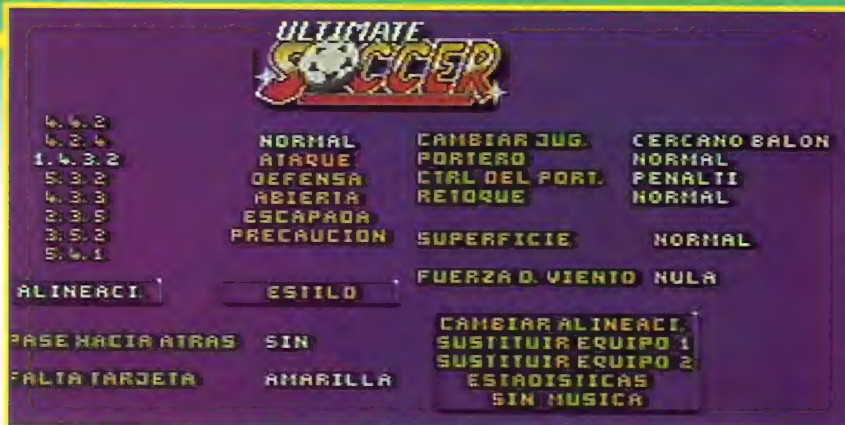 ULTIMATE
SOCCER
4.4.2
4.2.4
1.4.3.2
5.3.2
4.3.3
2.3.5
3.5.2
5.4.1
ALINEACI.
NORMAL
ATAQUE
DEFENSA
ABIERTA
ESCAPADA
PRECAUCION
ESTILO
CAMBIAR JUG. CERCANO BALON
PORTERO NORMAL
CTRL DEL PORT. PENALTI
RETOQUE NORMAL
SUPERFICIE NORMAL
FUERZA D. VIENTO NULA
PASE HACIA ATRAS SIN
FALTA TARJETA AMARILLA
CAMBIAR ALINEACI.
SUSTITUIR EQUIPO 1
SUSTITUIR EQUIPO 2
ESTADISTICAS
SIN MUSICA